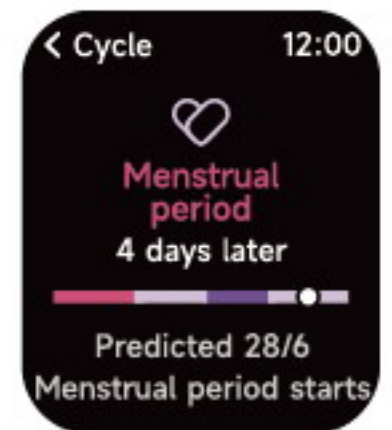 < Cycle 12:00
Menstrual
period
4 days later
Predicted 28/6
Menstrual period starts